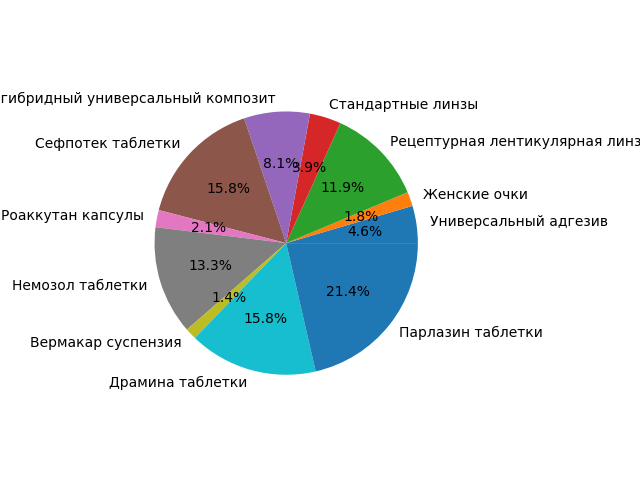 гибридный универсальный композит
Стандартные линзы
Сефпотек таблетки
Рецептурная лентикулярная линз
8.1%
3.9%
15.8%
11.9%
Женские очки
Роаккутан капсулы
1.8%
Универсальный адгезив
2.1%
4.6%
13.3%
Немозол таблетки
21.4%
1.4%
15.8%
Парлазин таблетки
Вермакар суспензия
Драмина таблетки